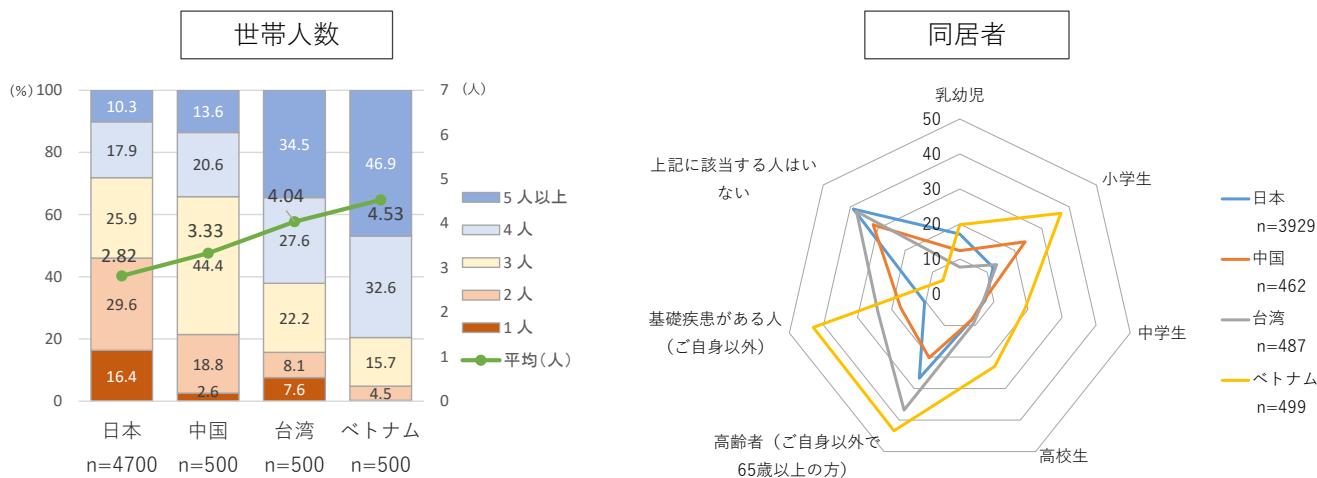 世帯人数
(%)
(人)
100
80
60
40
20
0
7
6
5
4
3
2
1
0
10.3
17.9
25.9
2.82
29.6
16.4
13.6
20.6
3.33
44.4
18.8
2.6
34.5
4.04
27.6
22.2
8.1
7.6
46.9
4.53
32.6
15.7
4.5
日本
n=4700
中国
n=500
台湾
n=500
ベトナム
n=500
5人以上
4人
3人
2人
1人
平均(人)
同居者
乳幼児
小学生
中学生
高校生
高齢者（ご自身以外で
65歳以上の方）
基礎疾患がある人
（ご自身以外）
上記に該当する人はい
ない
50
40
30
20
10
0
日本
n=3929
中国
n=462
台湾
n=487
ベトナム
n=499